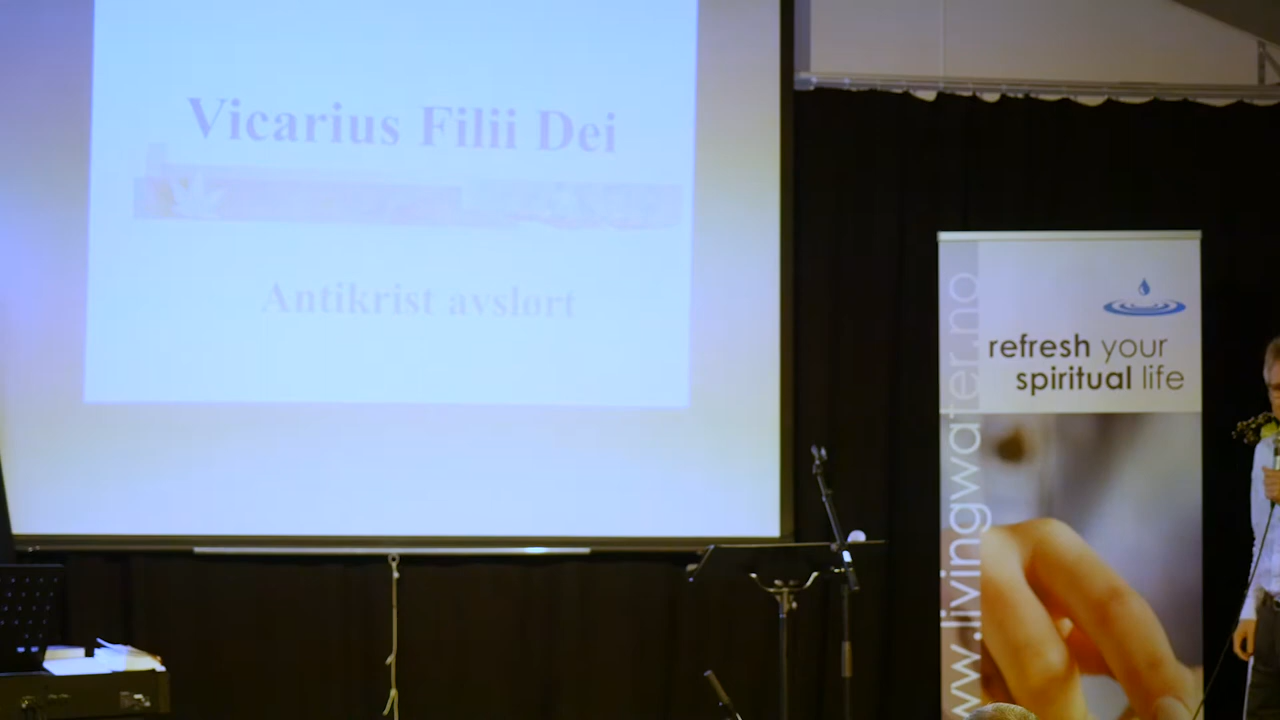 Vicarius Filii Dei
Antikrist avslørt
refresh your
spiritual life
www.livingwater.no